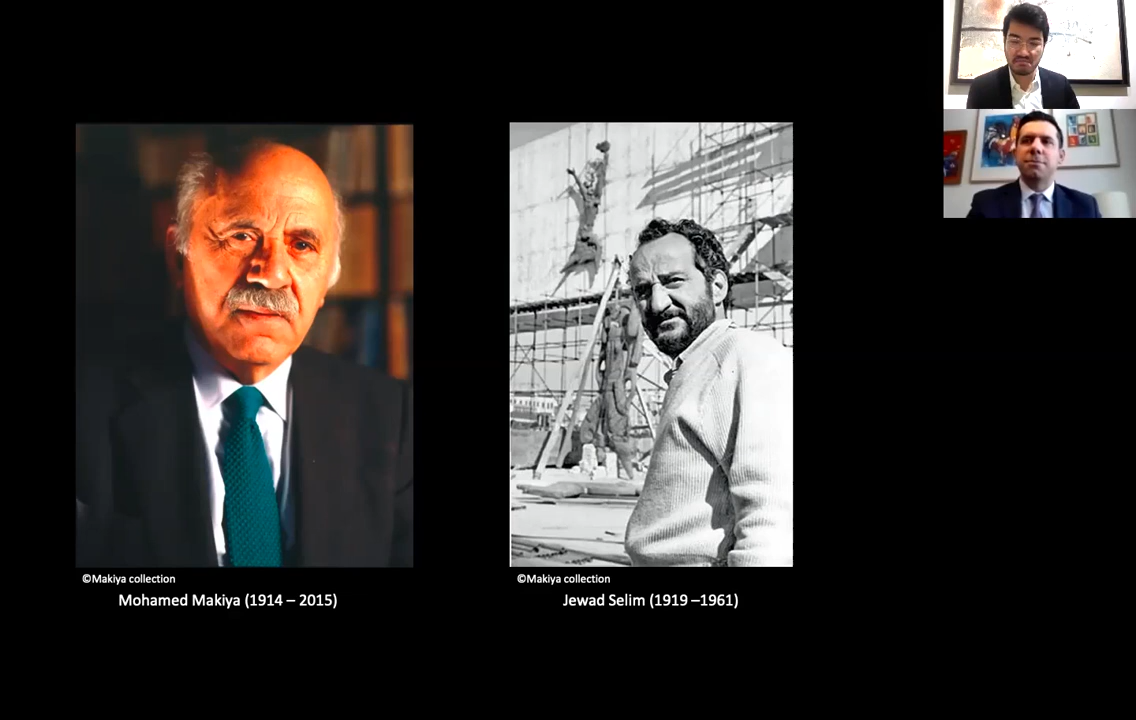 ©Makiya collection
Mohamed Makiya (1914 – 2015)
©Makiya collection
Jewad Selim (1919 –1961)